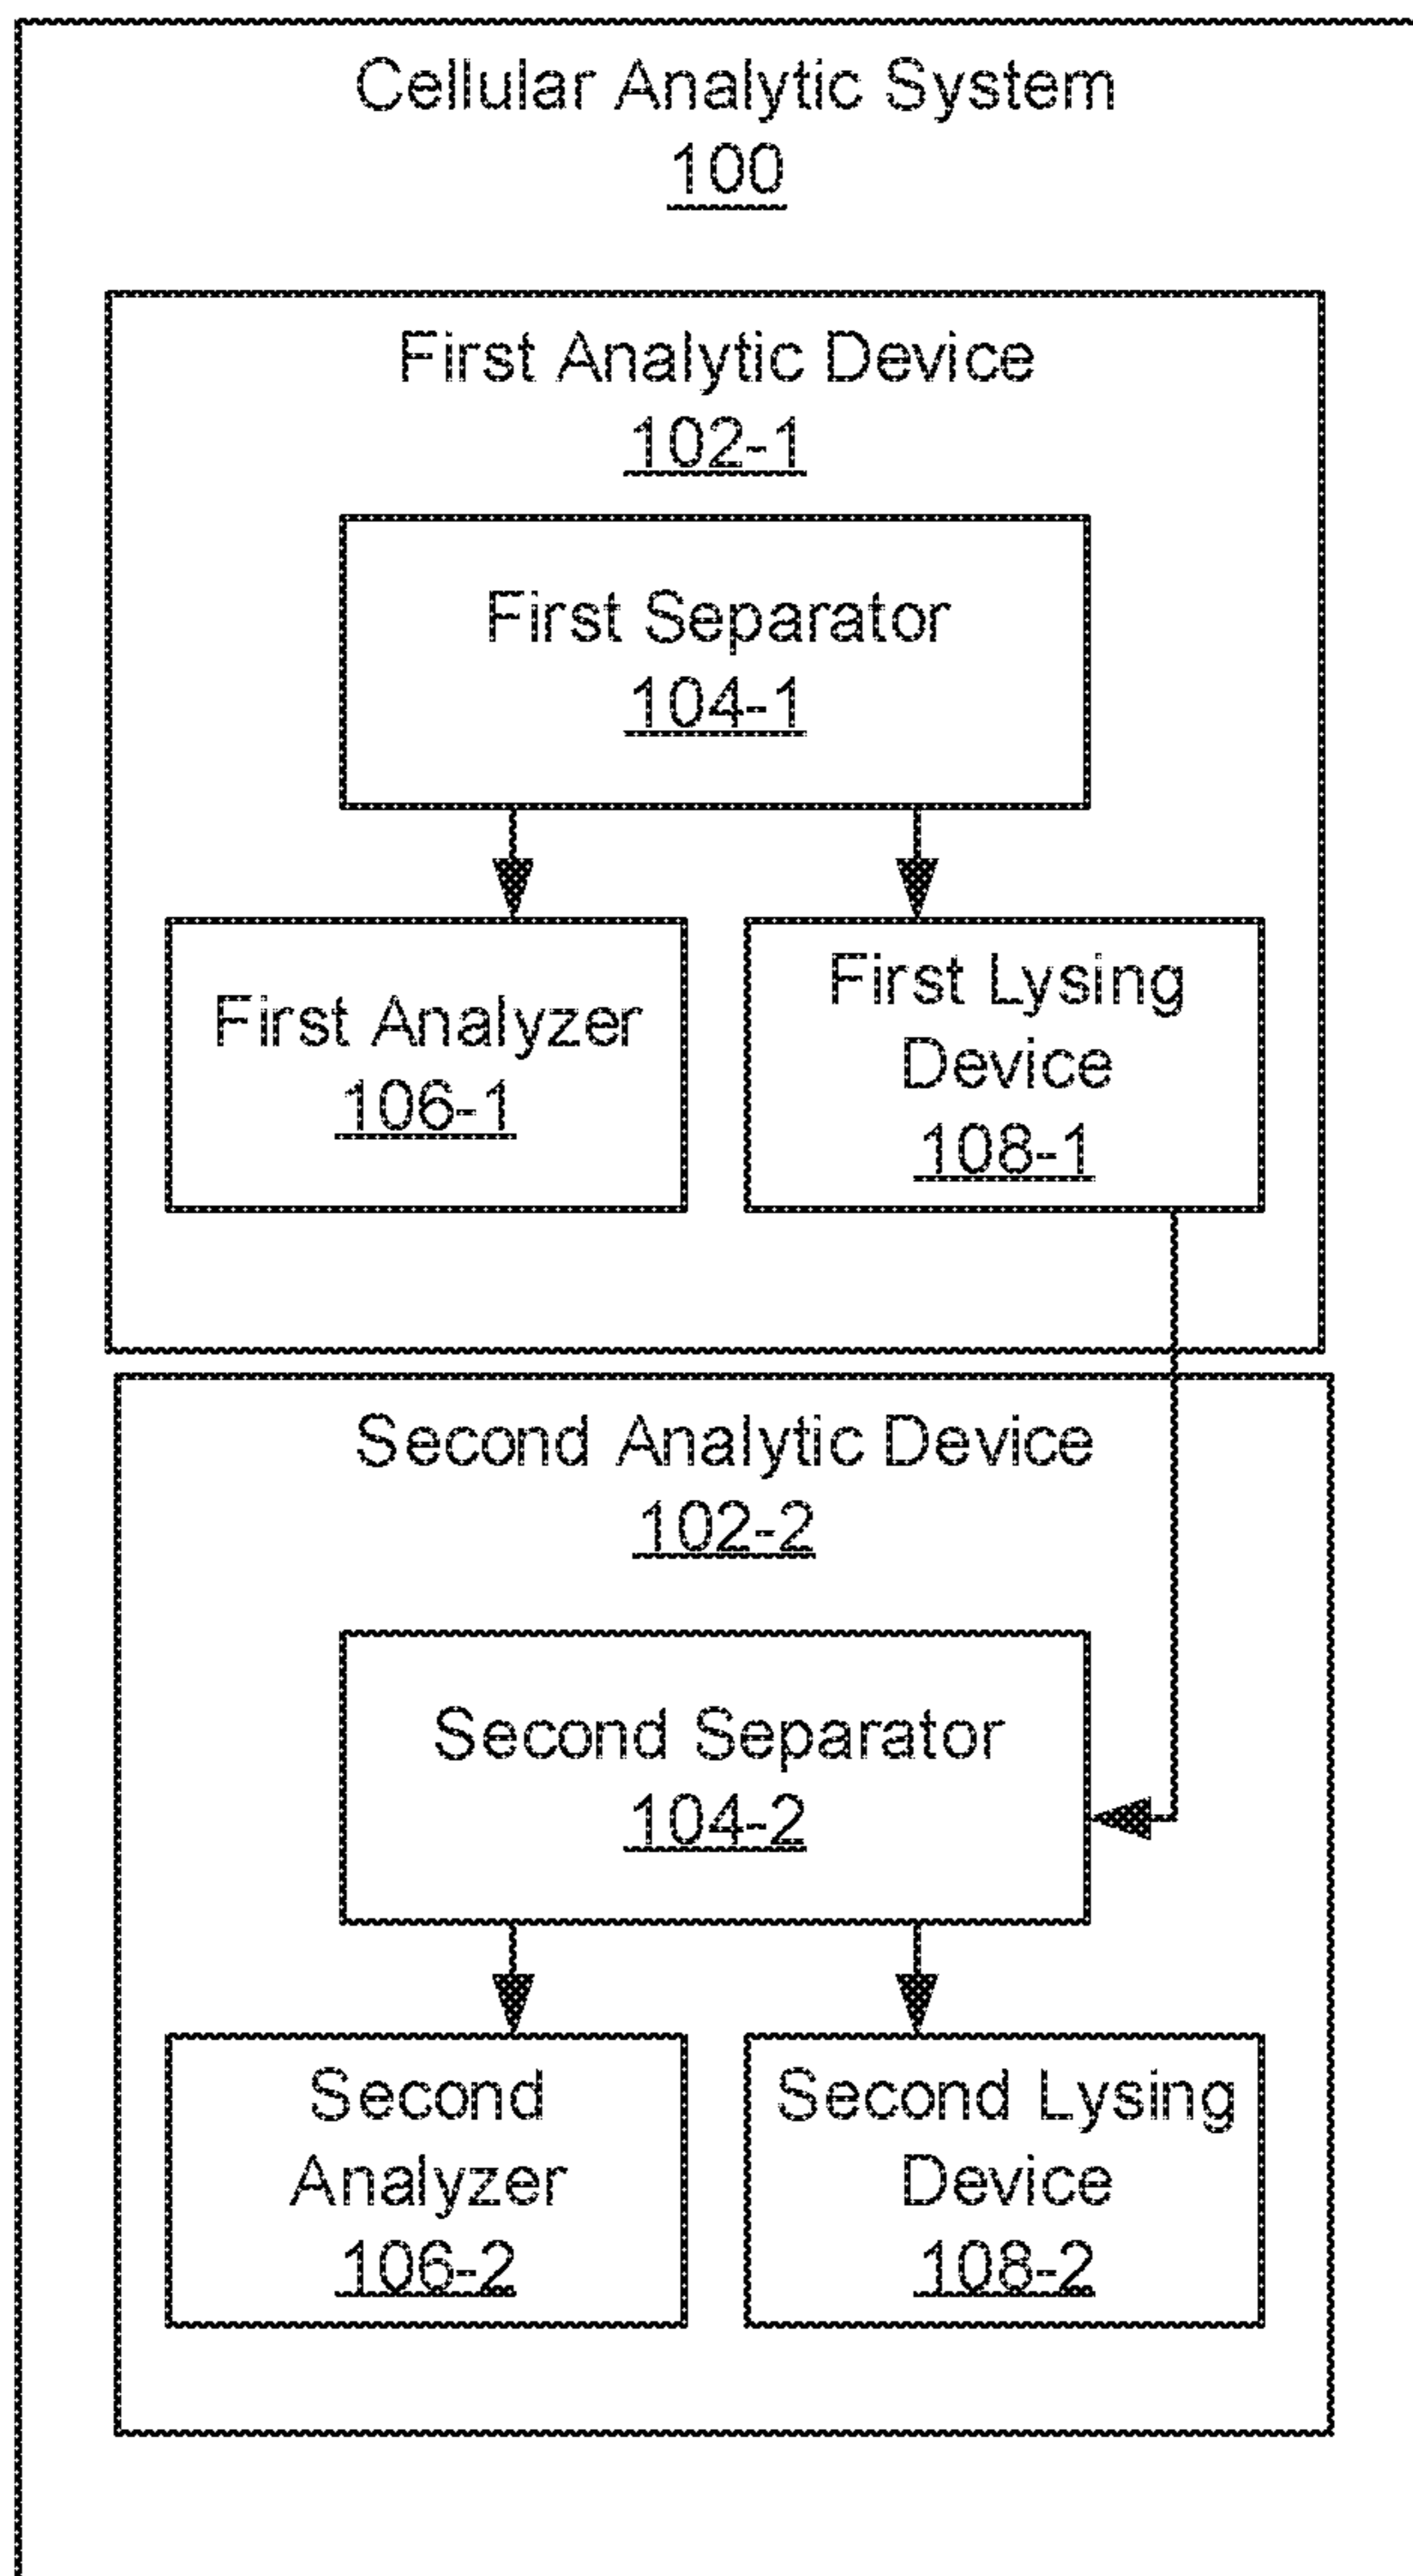 Cellular Analytic System
100
First Analytic Device
102-1
First Separator
104-1
First Analyzer
106-1
First Lysing
Device
108-1
Second Analytic Device
102-2
Second Separator
104-2
Second
Analyzer
106-2
Second Lysing
Device
108-2